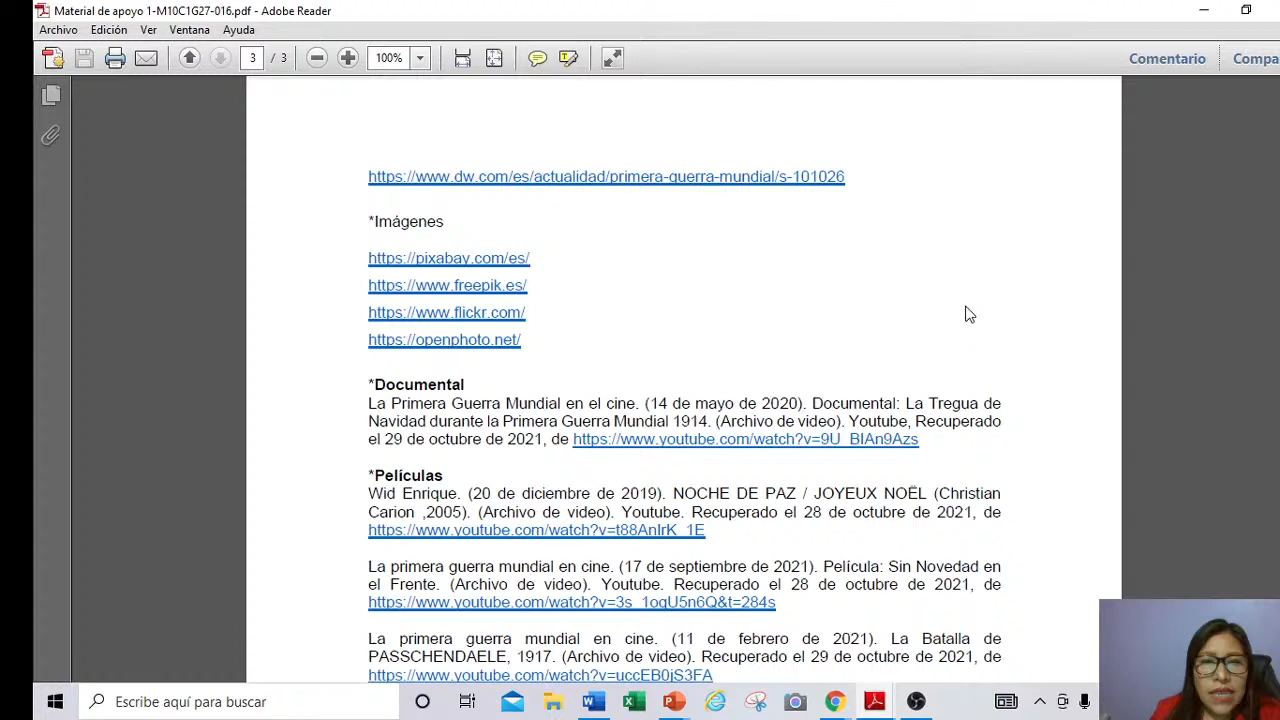 Material de apoyo 1-M10C1G27-016.pdf - Adobe Reader
Archivo Edición Ver Ventana Ayuda
3 / 3 100% Comentario Compa
https://www.dw.com/es/actualidad/primera-guerra-mundial/s-101026
*Imágenes
https://pixabay.com/es/
https://www.freepik.es/
https://www.flickr.com/
https://openphoto.net/
*Documental
La Primera Guerra Mundial en el cine. (14 de mayo de 2020). Documental: La Tregua de
Navidad durante la Primera Guerra Mundial 1914. (Archivo de video). Youtube, Recuperado
el 29 de octubre de 2021, de https://www.youtube.com/watch?v=9U_BIAn9Azs
*Películas
Wid Enrique. (20 de diciembre de 2019). NOCHE DE PAZ / JOYEUX NOËL (Christian
Carion ,2005). (Archivo de video). Youtube. Recuperado el 28 de octubre de 2021, de
https://www.youtube.com/watch?v=t88AnIrK_1E
La primera guerra mundial en cine. (17 de septiembre de 2021). Película: Sin Novedad en
el Frente. (Archivo de video). Youtube. Recuperado el 28 de octubre de 2021, de
https://www.youtube.com/watch?v=3s_1oqU5n6Q&t=284s
La primera guerra mundial en cine. (11 de febrero de 2021). La Batalla de
PASSCHENDAELE, 1917. (Archivo de video). Recuperado el 29 de octubre de 2021, de
https://www.youtube.com/watch?v=uccEB0jS3FA
Escribe aquí para buscar